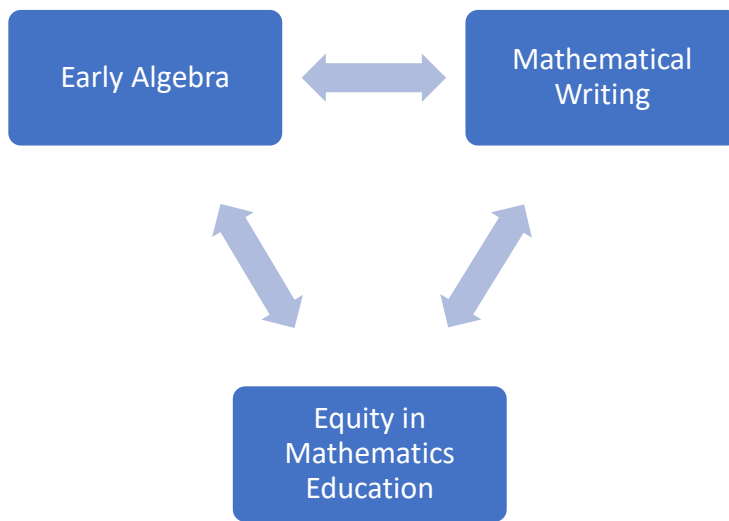 Early Algebra
Mathematical
Writing
Equity in
Mathematics
Education